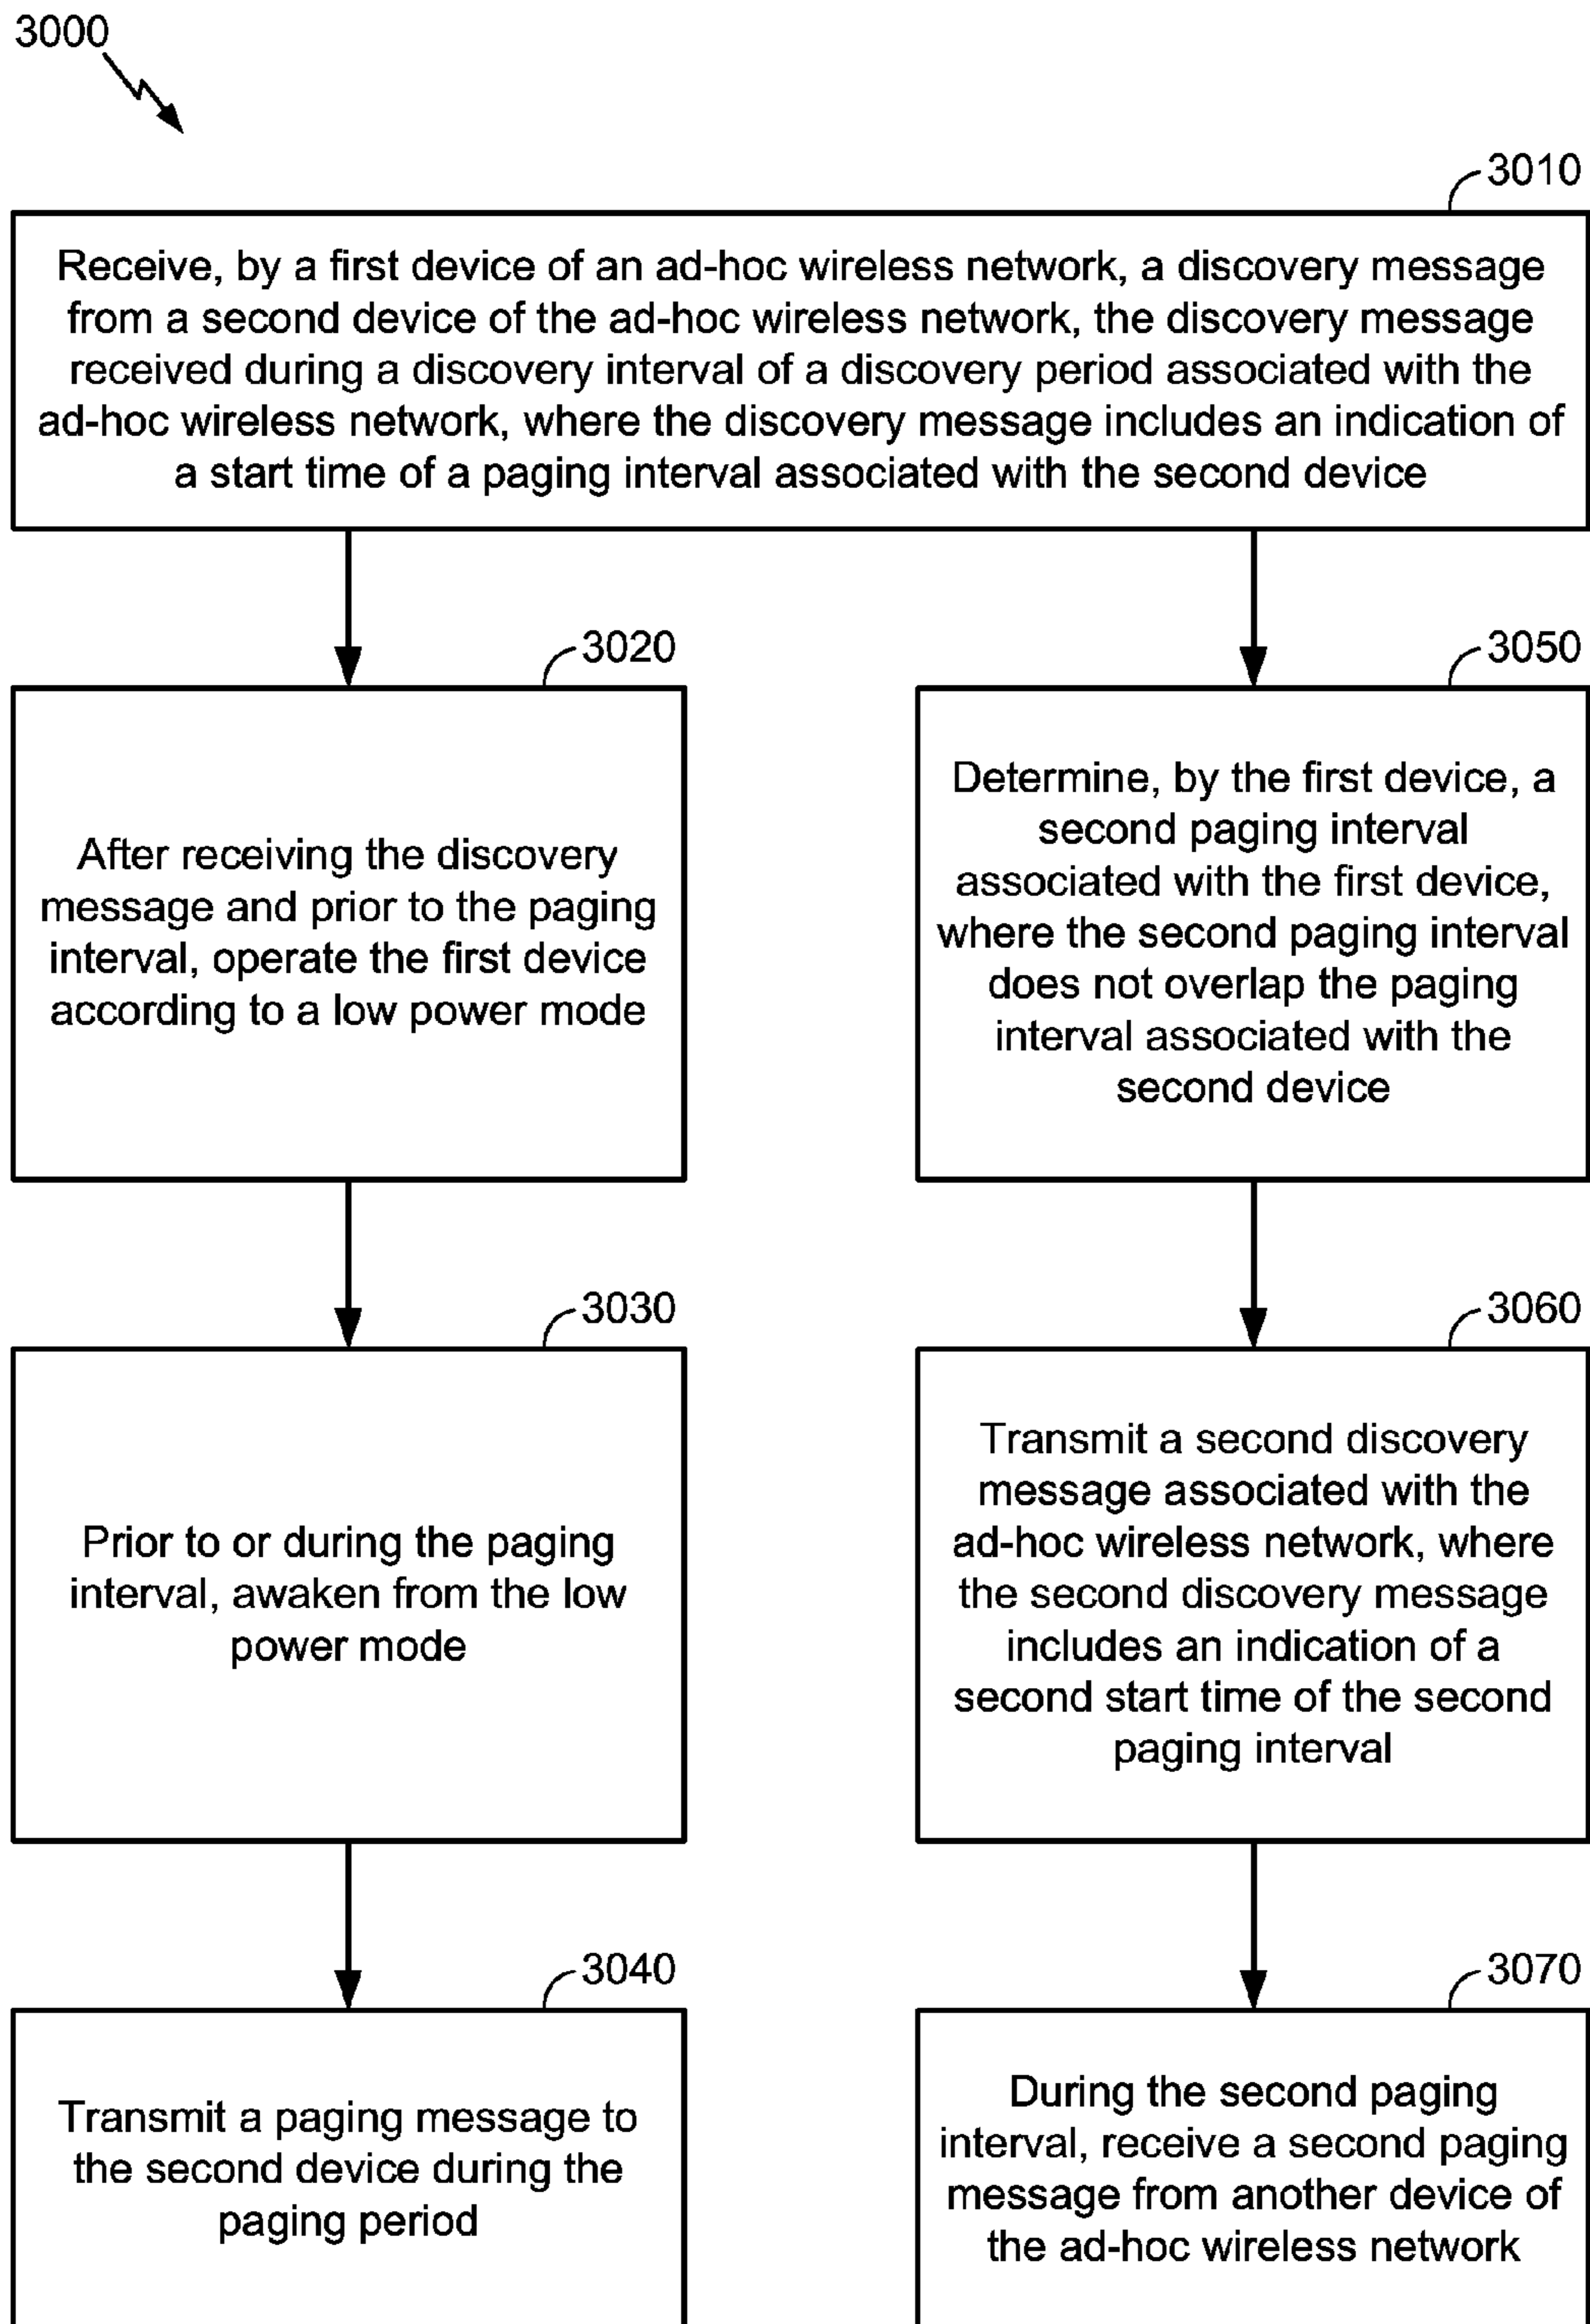 3000
3010
Receive, by a first device of an ad-hoc wireless network, a discovery message
from a second device of the ad-hoc wireless network, the discovery message
received during a discovery interval of a discovery period associated with the
ad-hoc wireless network, where the discovery message includes an indication of
a start time of a paging interval associated with the second device
3020
After receiving the discovery
message and prior to the paging
interval, operate the first device
according to a low power mode
3030
Prior to or during the paging
interval, awaken from the low
power mode
3040
Transmit a paging message to
the second device during the
paging period
3050
Determine, by the first device, a
second paging interval
associated with the first device,
where the second paging interval
does not overlap the paging
interval associated with the
second device
3060
Transmit a second discovery
message associated with the
ad-hoc wireless network, where
the second discovery message
includes an indication of a
second start time of the second
paging interval
3070
During the second paging
interval, receive a second paging
message from another device of
the ad-hoc wireless network